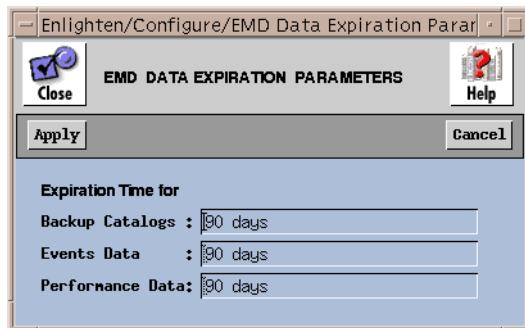 Enlighten/Configure/EMD Data Expiration Parar
Close
EMD DATA EXPIRATION PARAMETERS
Help
Apply
Cancel
Expiration Time for
Backup Catalogs : 90 days
Events Data : 90 days
Performance Data: 90 days